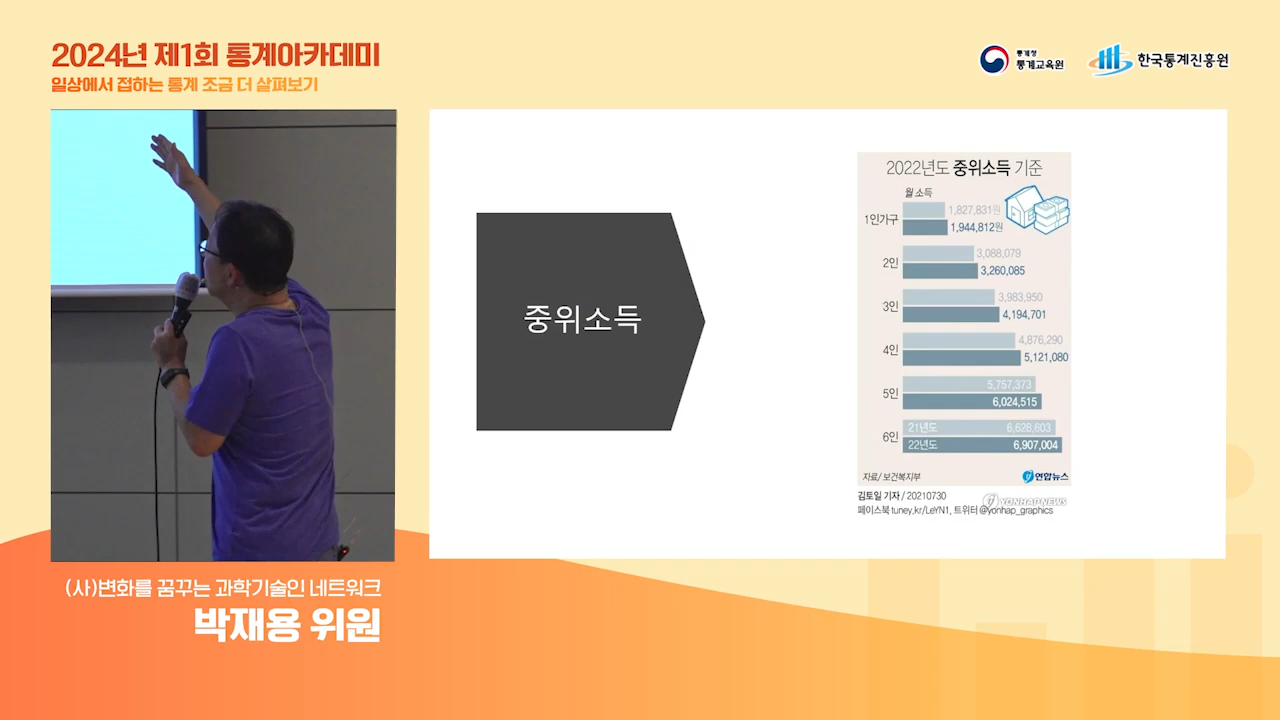 2024년 제1회 통계아카데미
일상에서 접하는 통계 조금 더 살펴보기
통계청
통계교육원
한국통계진흥원
중위소득
2022년도 중위소득 기준
월 소득
1인가구
1,827,831원
1,944,812원
2인
3,088,079
3,260,085
3인
3,983,950
4,194,701
4인
4,876,290
5,121,080
5인
5,757,373
6,024,515
6인
21년도 6,628,603
22년도 6,907,004
자료/ 보건복지부
연합뉴스
김토일 기자 / 20210730
YONHAP NEWS
페이스북 tuney.kr/LeYN1, 트위터 @yonhap_graphics
(사)변화를 꿈꾸는 과학기술인 네트워크
박재용 위원